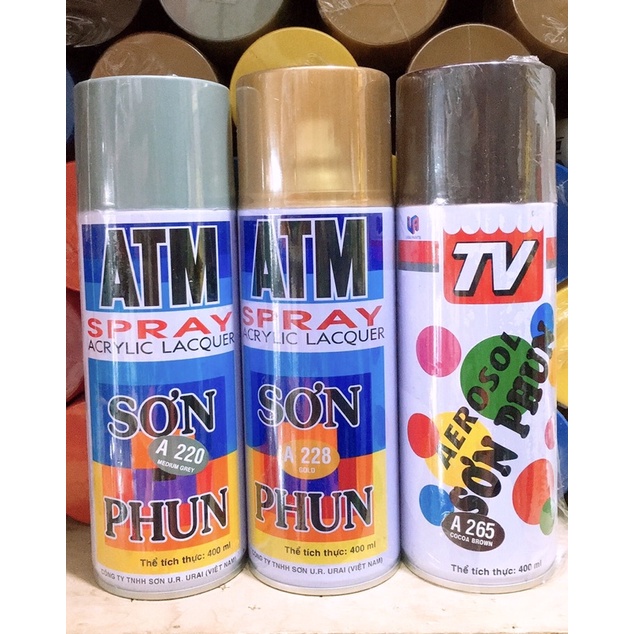 ATM
SPRAY
ACRYLIC LACQUER
SƠN
A 220
MEDIUM GREY
PHUN
Thể tích thực: 400 ml
CÔNG TY TNHH SƠN U.R. URAI (VIỆT NAM)
ATM
SPRAY
ACRYLIC LACQUER
SƠN
A 228
GOLD
PHUN
Thể tích thực: 400 ml
CÔNG TY TNHH SƠN U.R. URAI (VIỆT NAM)
TV
AEROSOL
SƠN PHUN
A 265
COCOA BROWN
Thể tích thực: 400 ml